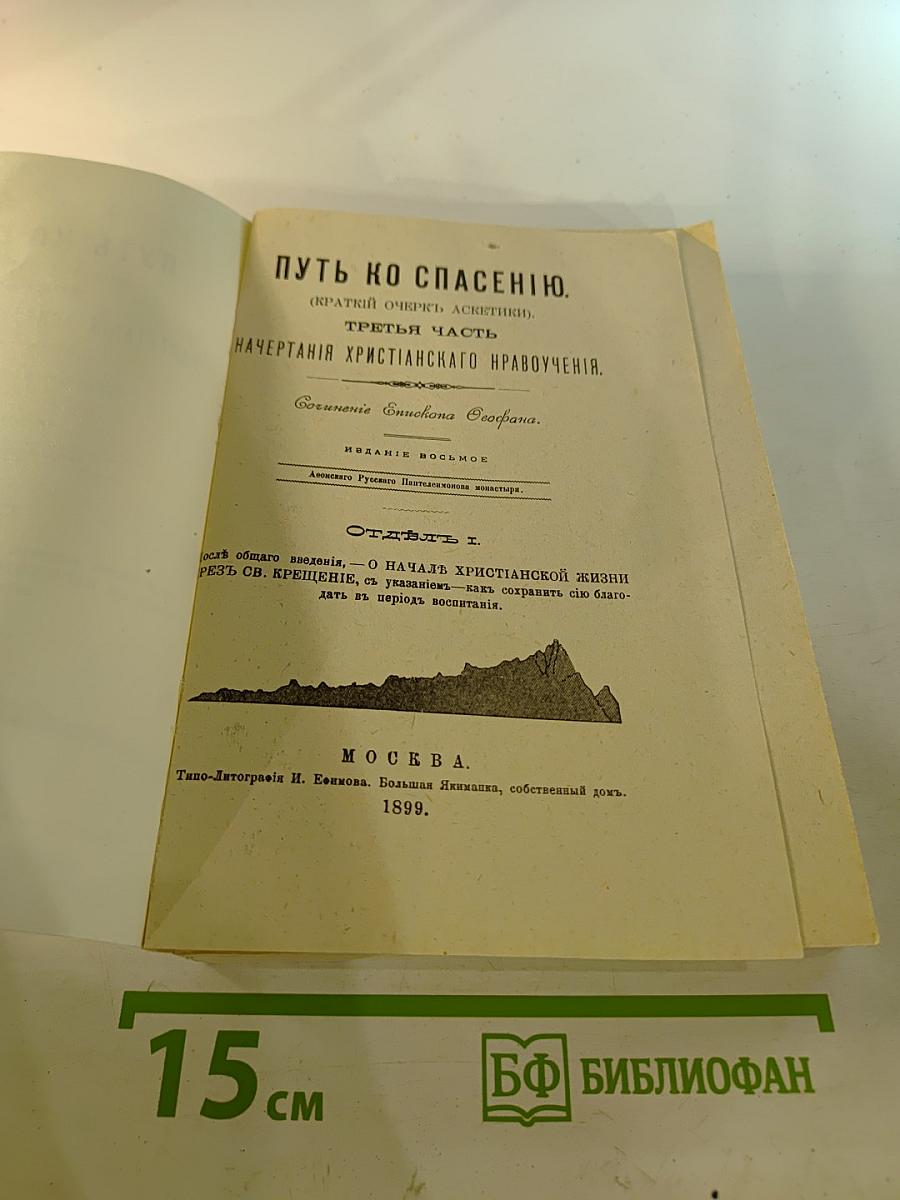 ПУТЬ КО СПАСЕНІЮ.
(КРАТКІЙ ОЧЕРКЪ АСКЕТИКИ).
ТРЕТЬЯ ЧАСТЬ
НАЧЕРТАНІЯ ХРИСТІАНСКАГО НРАВОУЧЕНІЯ.
Сочиненіе Епископа Ѳеофана.
ИЗДАНІЕ ВОСЬМОЕ
Аѳонскаго Русскаго Пантелеимонова монастыря.
ОТДѢЛЪ I.
ослѣ общаго введенія, — О НАЧАЛѢ ХРИСТІАНСКОЙ ЖИЗНИ
РЕЗЪ СВ. КРЕЩЕНІЕ, съ указаніемъ—какъ сохранить сію благо-
дать въ періодъ воспитанія.
МОСКВА.
Типо-Литографія И. Ефимова. Большая Якиманка, собственный домъ.
1899.
15 см
БФ БИБЛИОФАН